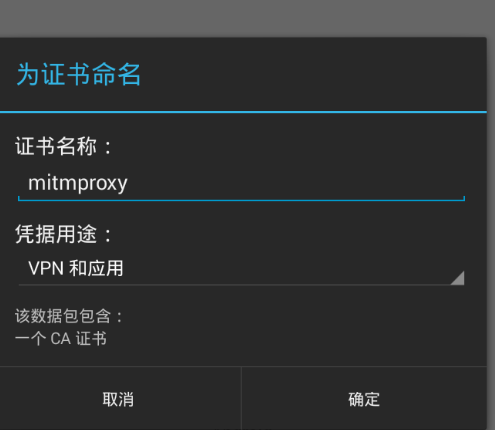 为证书命名
证书名称：
mitmproxy
凭据用途：
VPN 和应用
该数据包包含：
一个 CA 证书
取消
确定